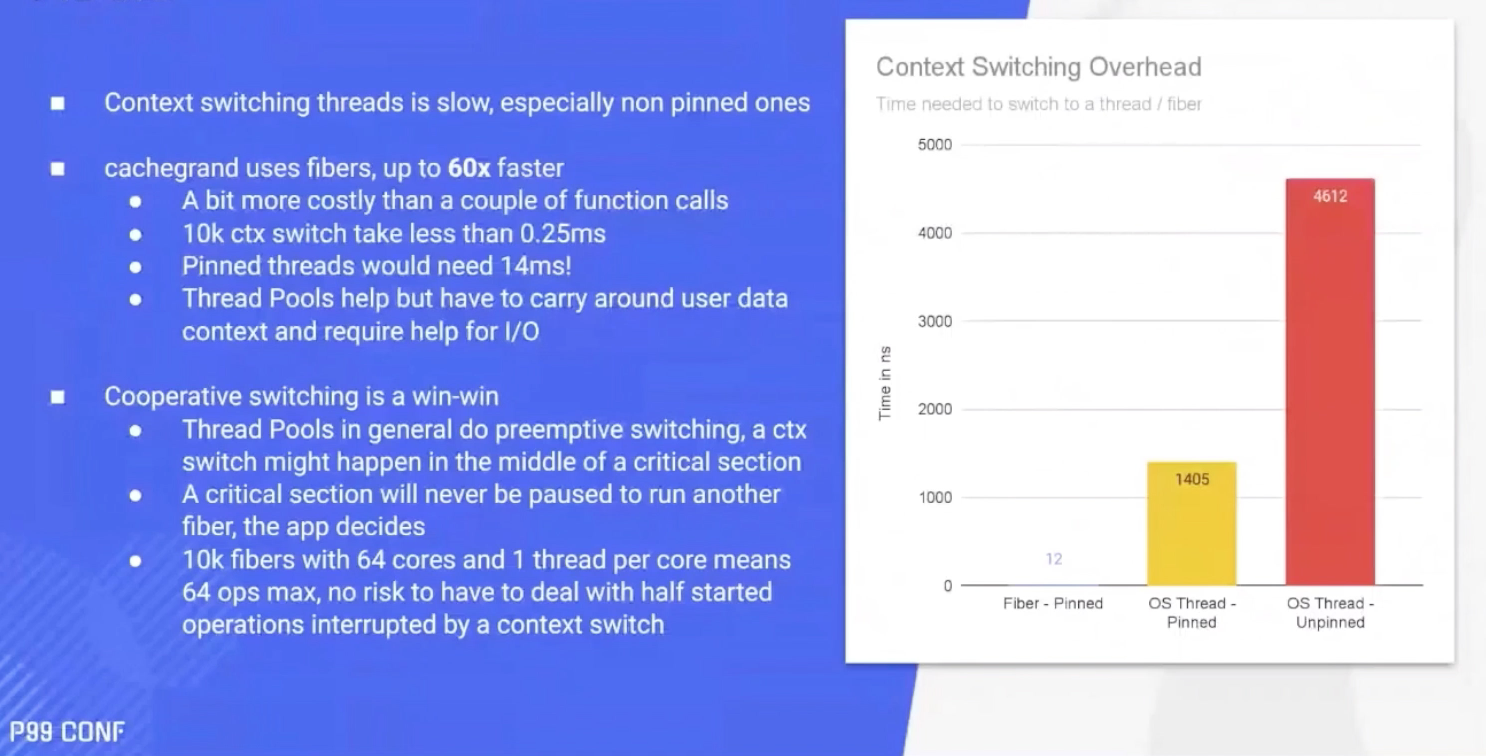 Context switching threads is slow, especially non pinned ones
cachegrand uses fibers, up to 60x faster
A bit more costly than a couple of function calls
10k ctx switch take less than 0.25ms
Pinned threads would need 14ms!
Thread Pools help but have to carry around user data
context and require help for I/O
Cooperative switching is a win-win
Thread Pools in general do preemptive switching, a ctx
switch might happen in the middle of a critical section
A critical section will never be paused to run another
fiber, the app decides
10k fibers with 64 cores and 1 thread per core means
64 ops max, no risk to have to deal with half started
operations interrupted by a context switch
P99 CONF
Context Switching Overhead
Time needed to switch to a thread / fiber
Time in ns
5000
4000
3000
2000
1000
0
12
1405
4612
Fiber - Pinned
OS Thread -
Pinned
OS Thread -
Unpinned